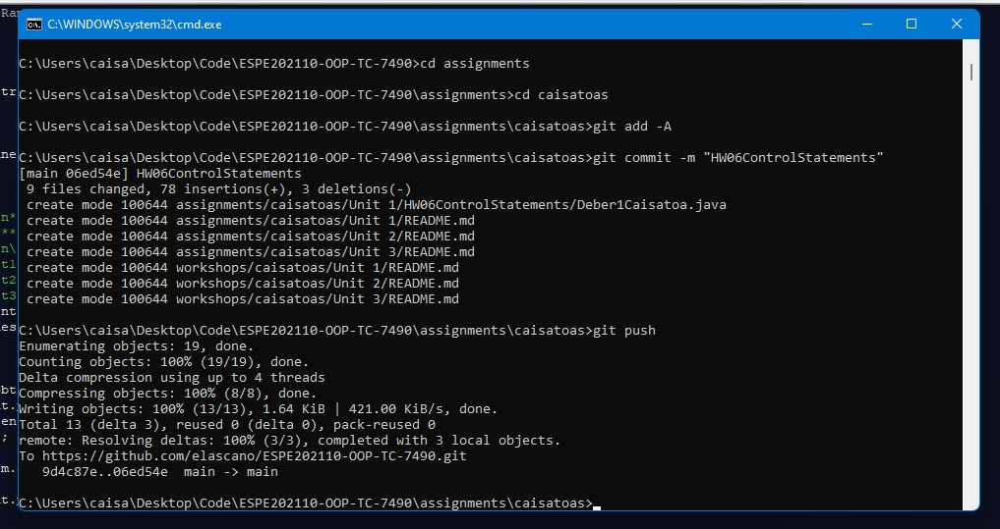 C:\WINDOWS\system32\cmd.exe
C:\Users\caisa\Desktop\Code\ESPE202110-OOP-TC-7490>cd assignments
C:\Users\caisa\Desktop\Code\ESPE202110-OOP-TC-7490\assignments>cd caisatoas
C:\Users\caisa\Desktop\Code\ESPE202110-OOP-TC-7490\assignments\caisatoas>git add -A
C:\Users\caisa\Desktop\Code\ESPE202110-OOP-TC-7490\assignments\caisatoas>git commit -m "HW06ControlStatements"
[main 06ed54e] HW06ControlStatements
 9 files changed, 78 insertions(+), 3 deletions(-)
 create mode 100644 assignments/caisatoas/Unit 1/HW06ControlStatements/Deber1Caisatoa.java
 create mode 100644 assignments/caisatoas/Unit 1/README.md
 create mode 100644 assignments/caisatoas/Unit 2/README.md
 create mode 100644 assignments/caisatoas/Unit 3/README.md
 create mode 100644 workshops/caisatoas/Unit 1/README.md
 create mode 100644 workshops/caisatoas/Unit 2/README.md
 create mode 100644 workshops/caisatoas/Unit 3/README.md
C:\Users\caisa\Desktop\Code\ESPE202110-OOP-TC-7490\assignments\caisatoas>git push
Enumerating objects: 19, done.
Counting objects: 100% (19/19), done.
Delta compression using up to 4 threads
Compressing objects: 100% (8/8), done.
Writing objects: 100% (13/13), 1.64 KiB | 421.00 KiB/s, done.
Total 13 (delta 3), reused 0 (delta 0), pack-reused 0
remote: Resolving deltas: 100% (3/3), completed with 3 local objects.
To https://github.com/elascano/ESPE202110-OOP-TC-7490.git
   9d4c87e..06ed54e  main -> main
C:\Users\caisa\Desktop\Code\ESPE202110-OOP-TC-7490\assignments\caisatoas>